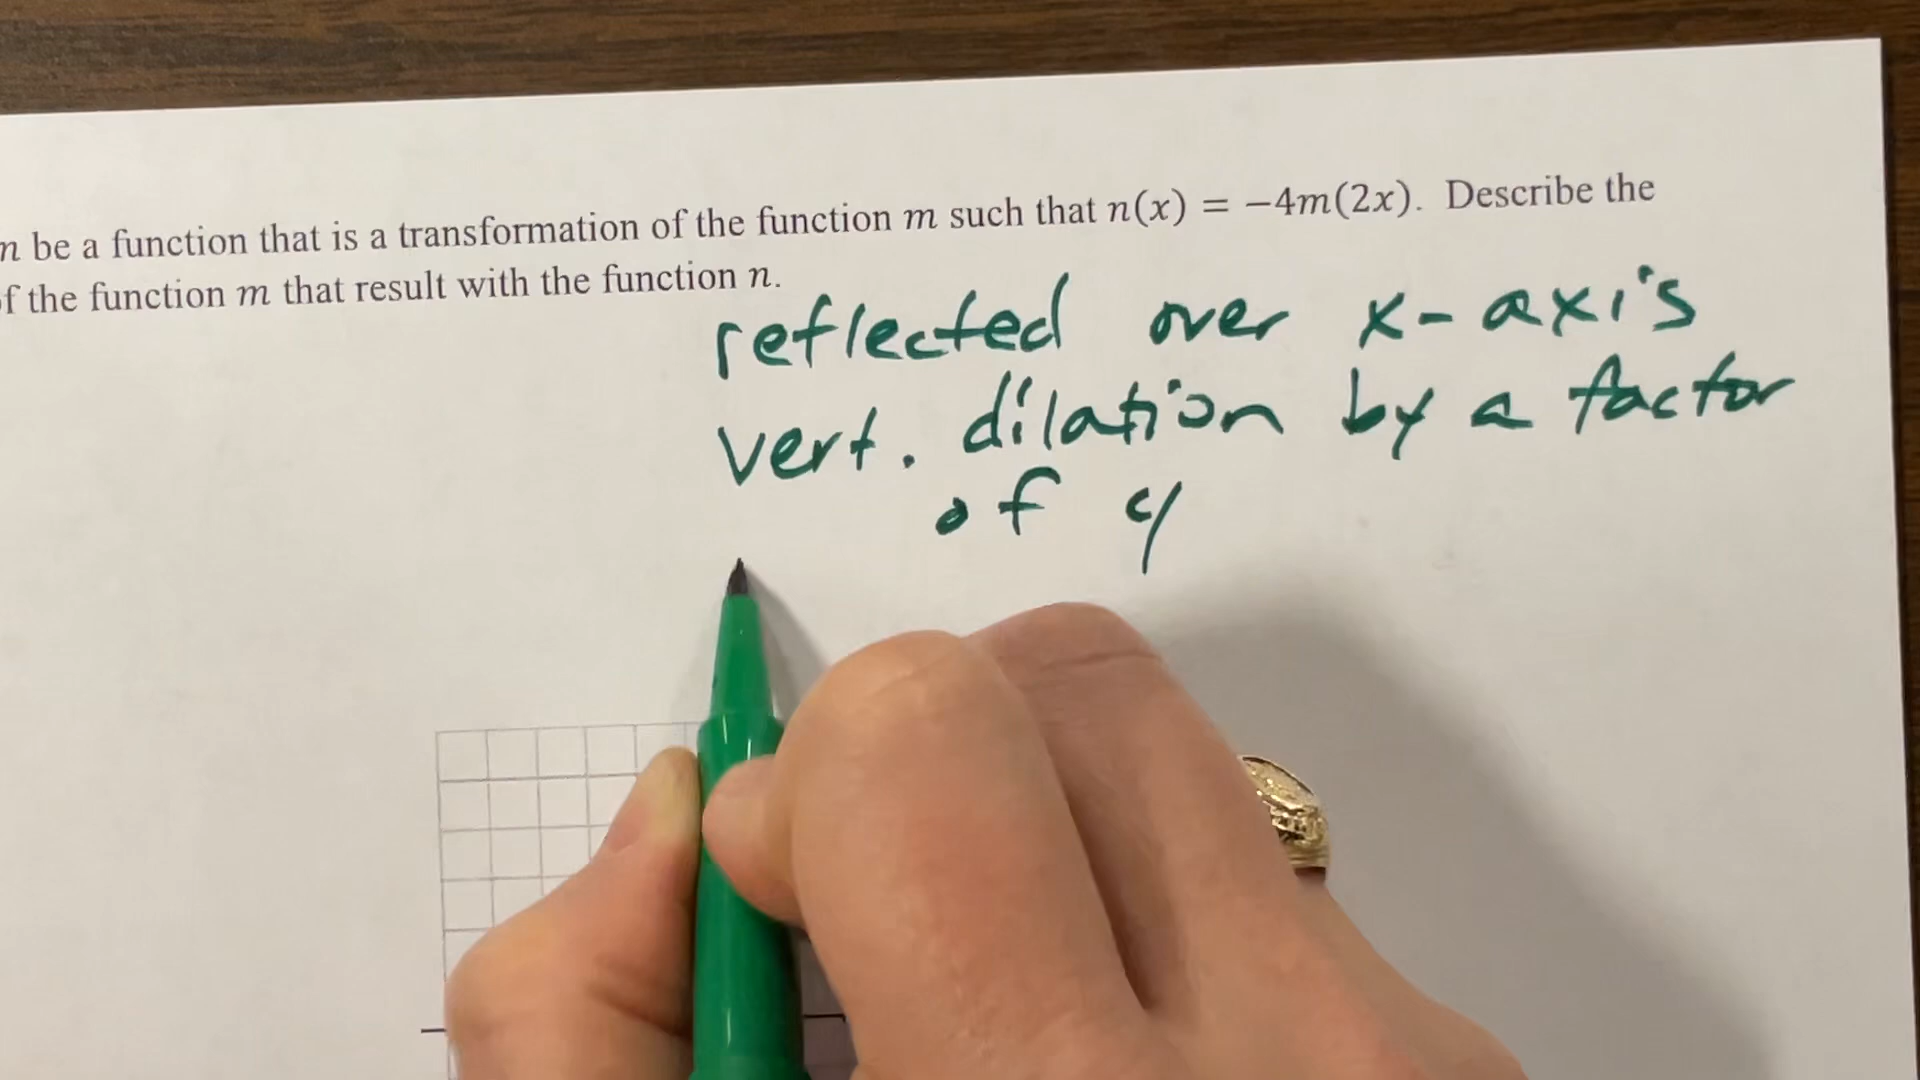 n be a function that is a transformation of the function m such that n(x) = −4m(2x). Describe the
f the function m that result with the function n.
reflected over x-axis
vert. dilation by a factor
of 4